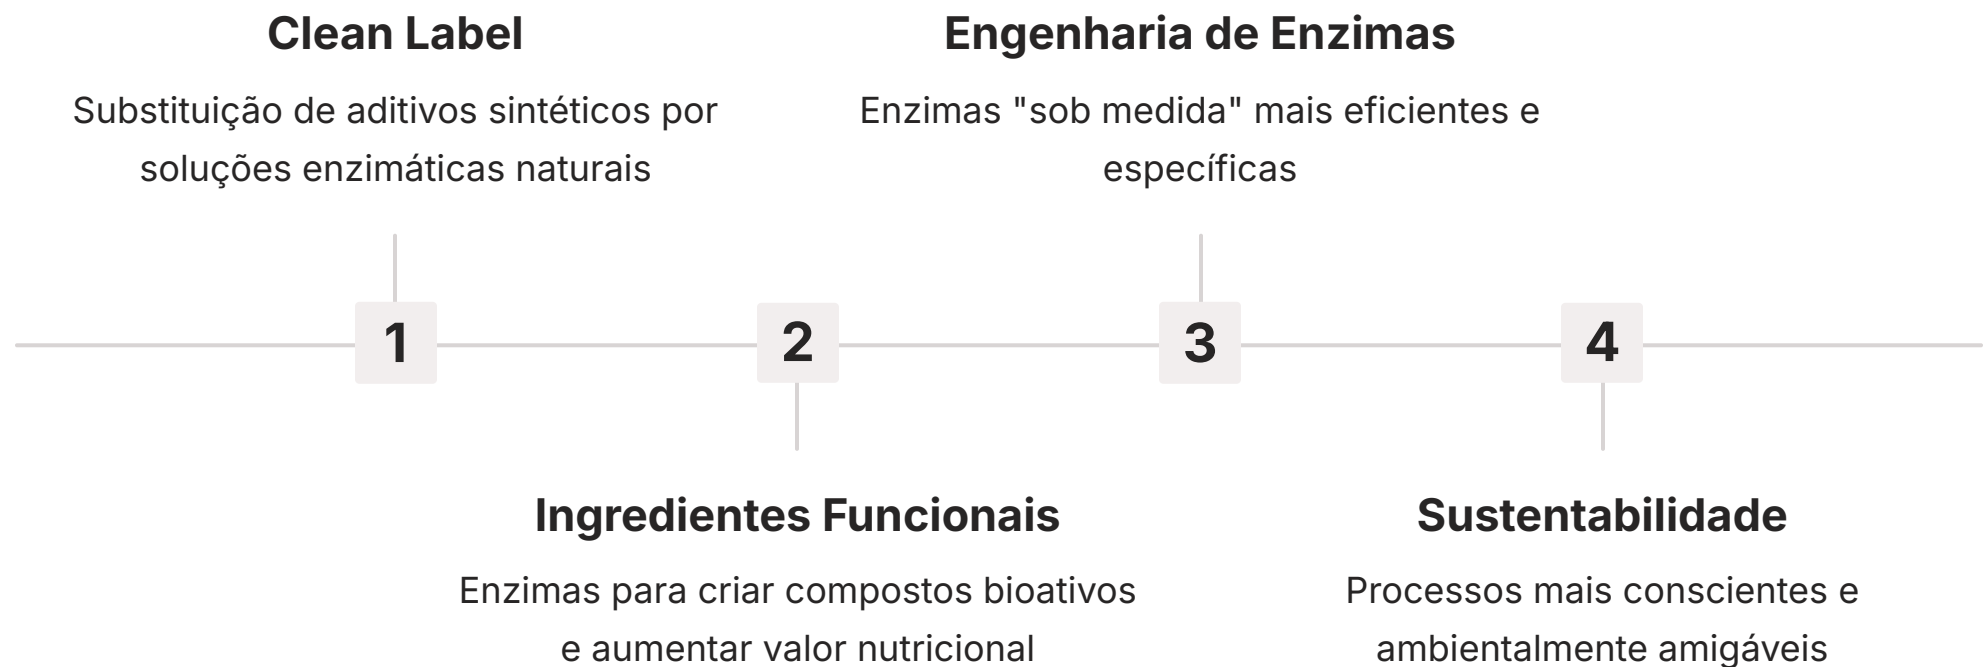 Clean Label
Substituição de aditivos sintéticos por
soluções enzimáticas naturais
Engenharia de Enzimas
Enzimas "sob medida" mais eficientes e
específicas
1
2
3
4
Ingredientes Funcionais
Enzimas para criar compostos bioativos
e aumentar valor nutricional
Sustentabilidade
Processos mais conscientes e
ambientalmente amigáveis